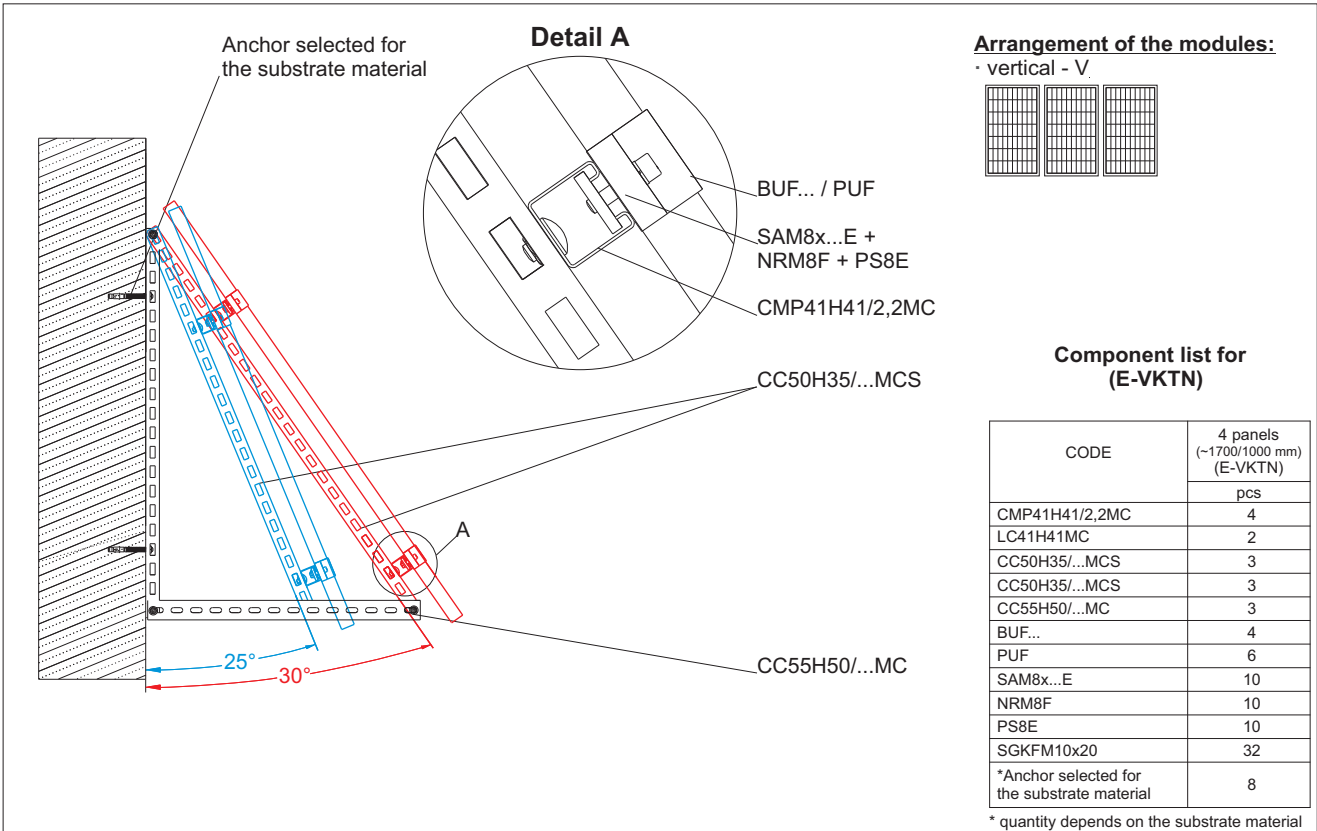 Anchor selected for
the substrate material
Detail A
BUF... / PUF
SAM8x...E +
NRM8F + PS8E
CMP41H41/2,2MC
CC50H35/...MCS
A
CC55H50/...MC
25°
30°
Arrangement of the modules:
· vertical - V
Component list for
(E-VKTN)
CODE
4 panels
(~1700/1000 mm)
(E-VKTN)
pcs
CMP41H41/2,2MC 4
LC41H41MC 2
CC50H35/...MCS 3
CC50H35/...MCS 3
CC55H50/...MC 3
BUF... 4
PUF 6
SAM8x...E 10
NRM8F 10
PS8E 10
SGKFM10x20 32
*Anchor selected for
the substrate material 8
* quantity depends on the substrate material